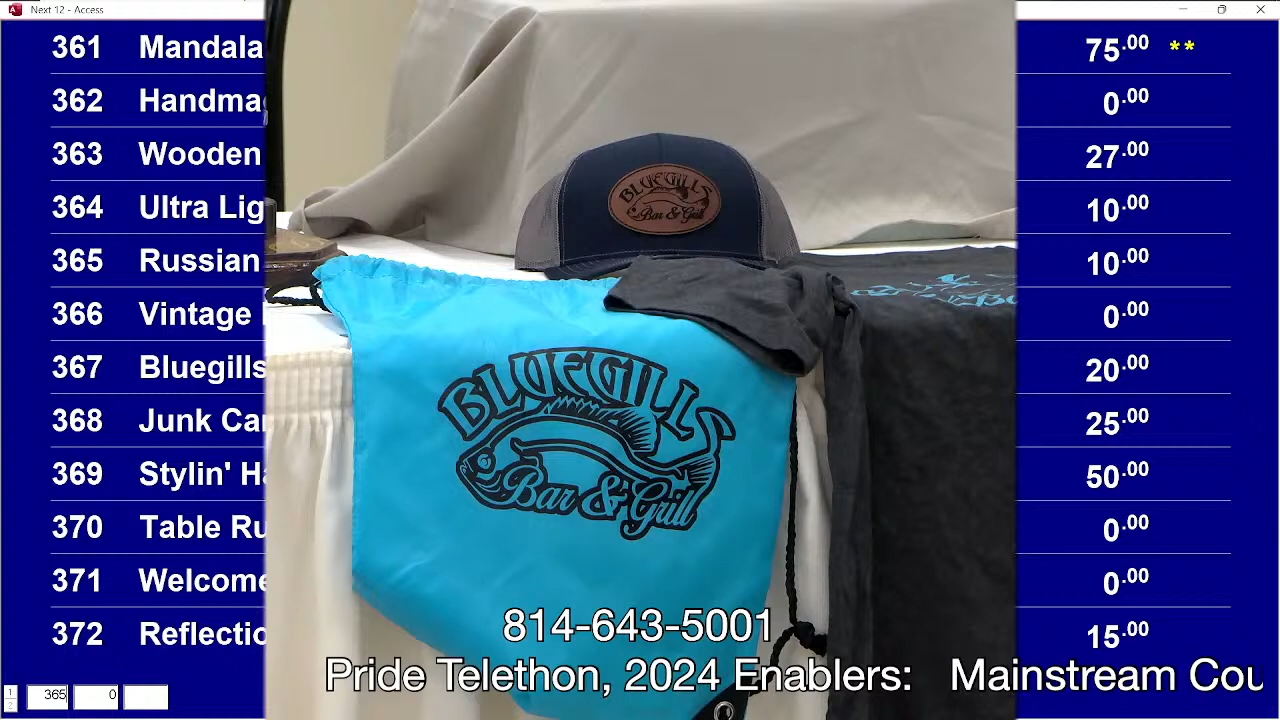 Next 12 - Access
361 Mandala 75.00 **
362 Handma 0.00
363 Wooden 27.00
364 Ultra Lig 10.00
365 Russian 10.00
366 Vintage 0.00
367 Bluegills 20.00
368 Junk Ca 25.00
369 Stylin' H 50.00
370 Table Ru 0.00
371 Welcome 0.00
372 Reflectio 15.00
BLUEGILLS
Bar & Grill
BLUEGILLS
Bar & Grill
814-643-5001
Pride Telethon, 2024 Enablers: Mainstream Cou
1
2
365 0